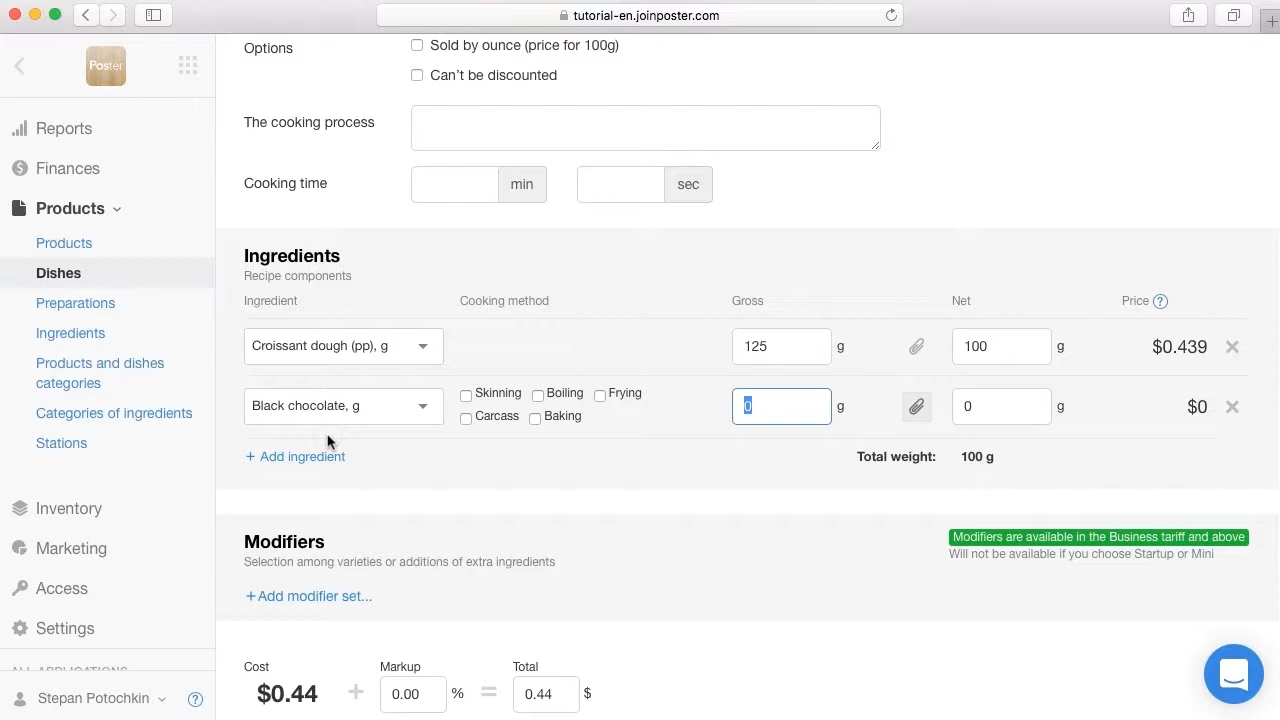 tutorial-en.joinposter.com
Poster
Reports
Finances
Products
Products
Dishes
Preparations
Ingredients
Products and dishes
categories
Categories of ingredients
Stations
Inventory
Marketing
Access
Settings
ALL APPLICATIONS
Stepan Potochkin ?
Options
Sold by ounce (price for 100g)
Can't be discounted
The cooking process
Cooking time min sec
Ingredients
Recipe components
Ingredient Cooking method Gross Net Price ?
Croissant dough (pp), g 125 g 100 g $0.439
Black chocolate, g Skinning Boiling Frying 0 g 0 g $0
Carcass Baking
+ Add ingredient Total weight: 100 g
Modifiers Modifiers are available in the Business tariff and above
Selection among varieties or additions of extra ingredients Will not be available if you choose Startup or Mini
+Add modifier set...
Cost Markup Total
$0.44 + 0.00 % = 0.44 $